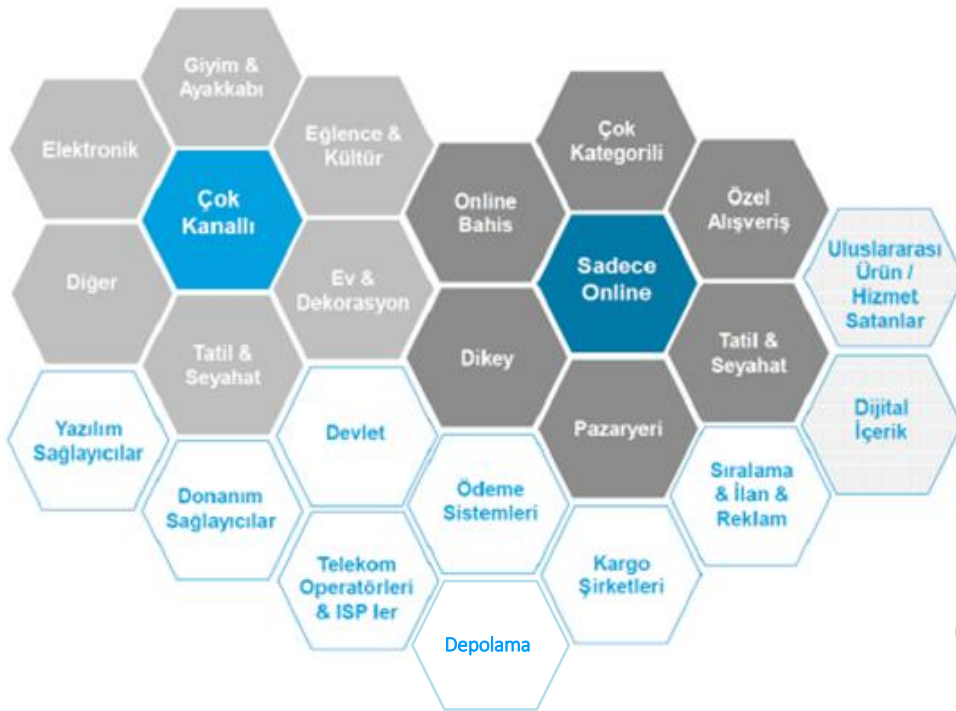 Giyim &
Ayakkabı
Elektronik
Eğlence &
Kültür
Çok
Kanallı
Diğer
Ev &
Dekorasyon
Tatil &
Seyahat
Çok
Kategorili
Online
Bahis
Özel
Alışveriş
Sadece
Online
Dikey
Tatil &
Seyahat
Pazaryeri
Uluslararası
Ürün /
Hizmet
Satanlar
Dijital
İçerik
Yazılım
Sağlayıcılar
Devlet
Donanım
Sağlayıcılar
Ödeme
Sistemleri
Sıralama
& İlan &
Reklam
Telekom
Operatörleri
& ISP ler
Kargo
Şirketleri
Depolama